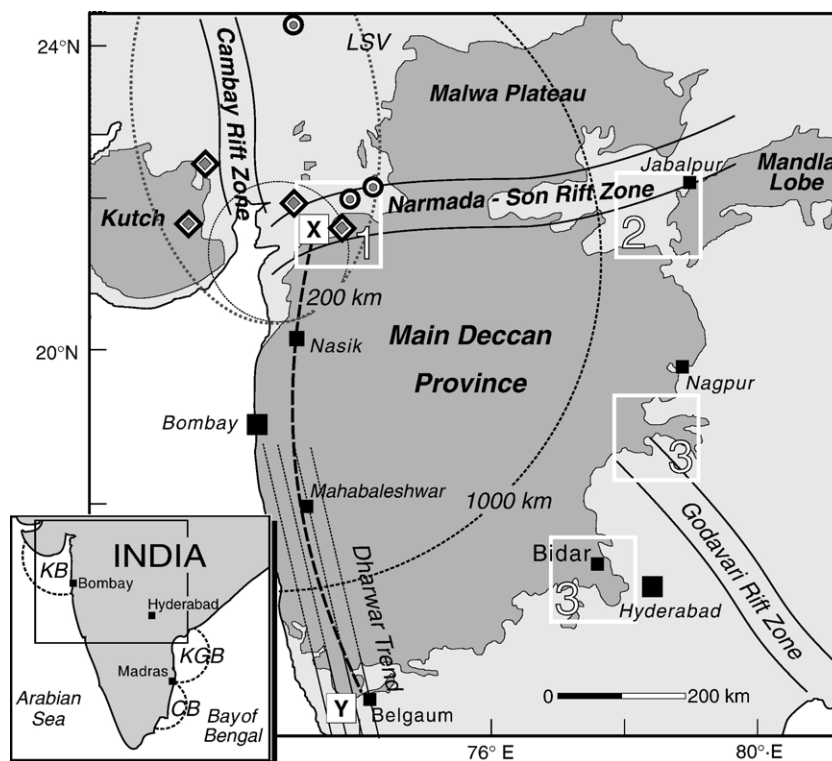 24°N
LSV
Cambay Rift Zone
Malwa Plateau
Jabalpur
Mandla
Lobe
Narmada - Son Rift Zone
Kutch
X
1
2
200 km
Main Deccan
Province
20°N
Nasik
Nagpur
Bombay
3
Mahabaleshwar
1000 km
Godavari Rift Zone
Dharwar Trend
Bidar
3
Hyderabad
INDIA
KB
Bombay
Hyderabad
KGB
Madras
CB
Arabian
Sea
Bay of
Bengal
Y
Belgaum
0
200 km
76° E
80°·E